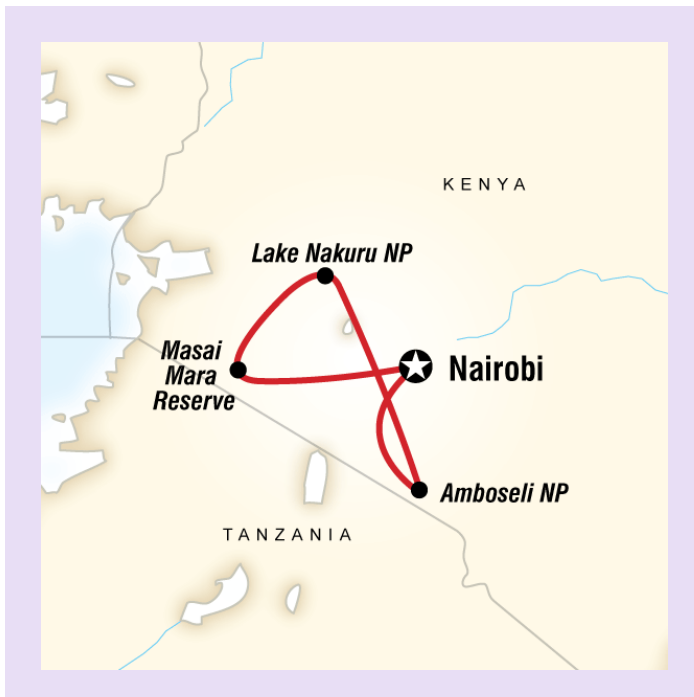 KENYA
Lake Nakuru NP
Masai
Mara
Reserve
Nairobi
Amboseli NP
TANZANIA